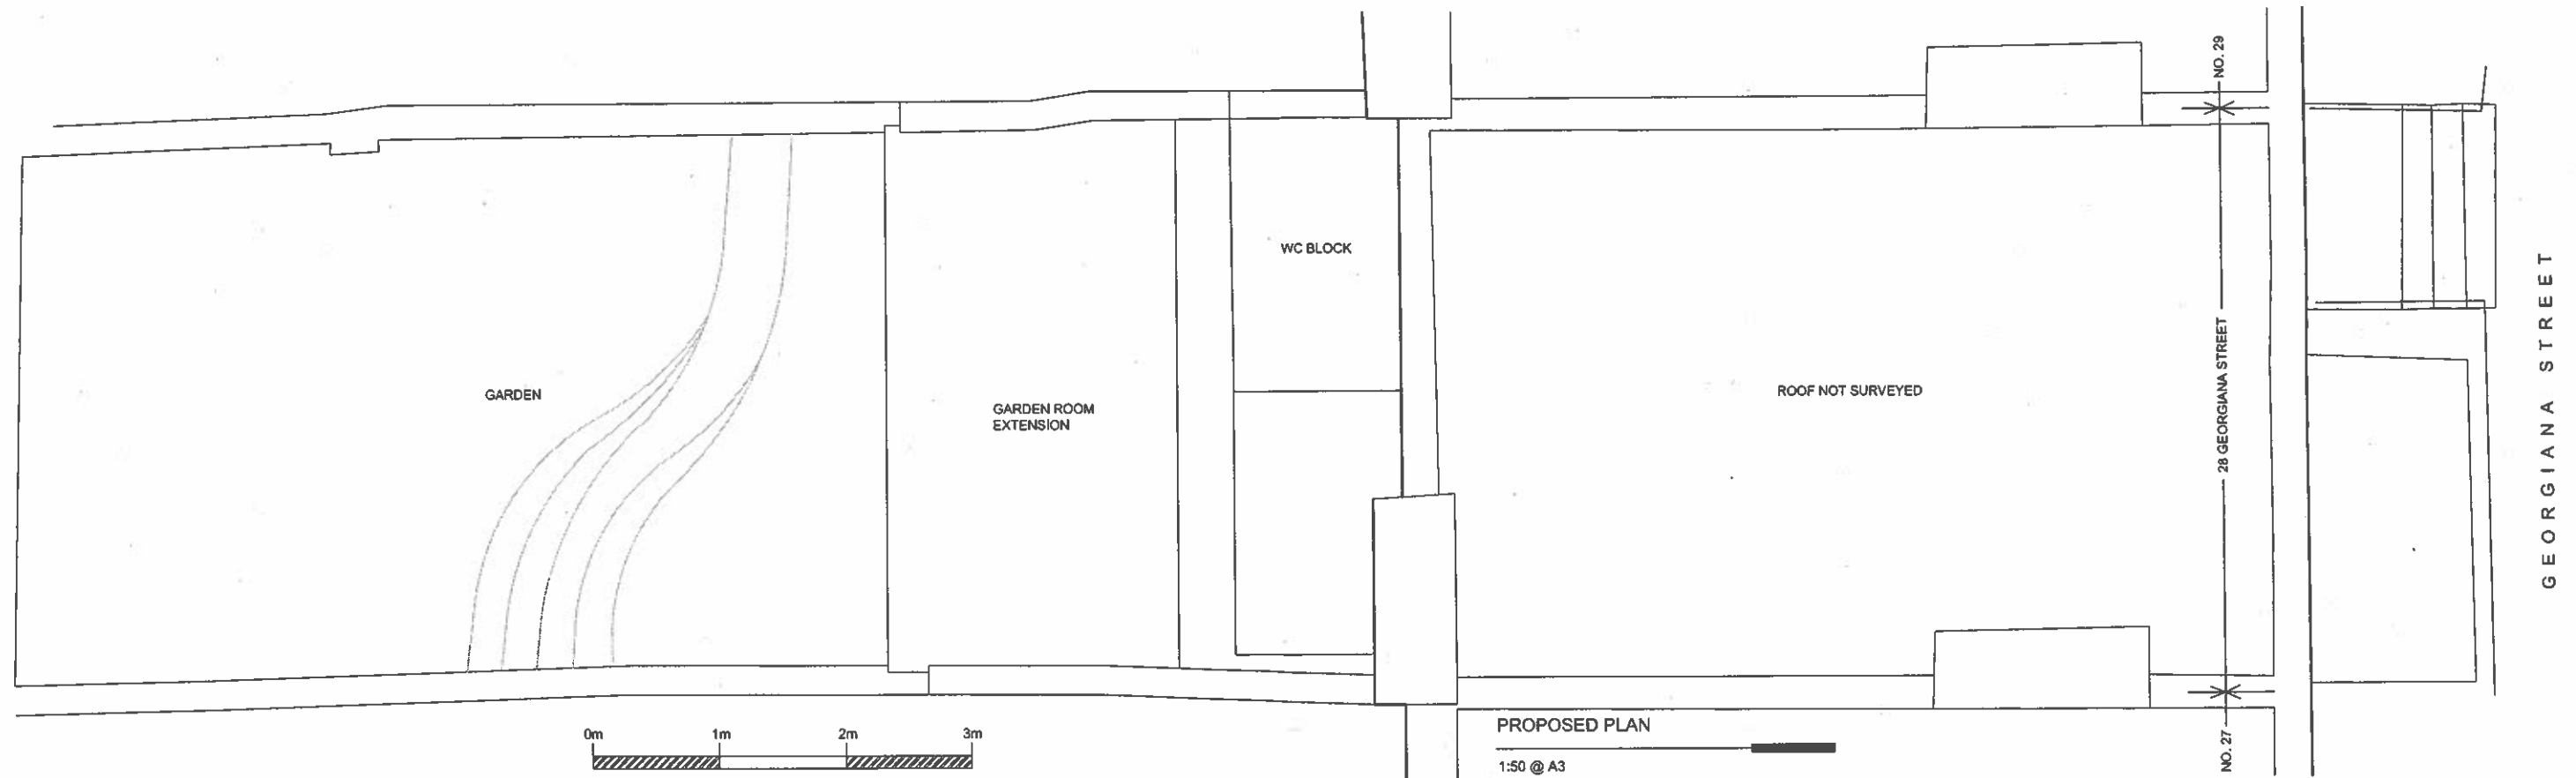 NO. 29
WC BLOCK
GARDEN
GARDEN ROOM
EXTENSION
ROOF NOT SURVEYED
28 GEORGIANA STREET
GEORGIANA STREET
0m 1m 2m 3m
PROPOSED PLAN
1:50 @ A3
NO. 27